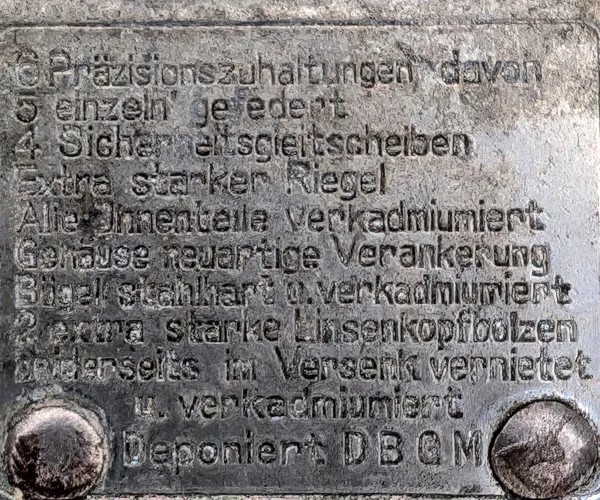 6 Präzisionszuhaltungen davon
5 einzeln gefedert
4 Sicherheitsgleitscheiben
Extra starker Riegel
Alle Innenteile verkadmiumiert
Gehäuse neuartige Verankerung
Bügel stahlhart u. verkadmiumiert
2 extra starke Linsenkopfbolzen
beiderseits im Versenk vernietet
u. verkadmiumiert
Deponiert DBGM